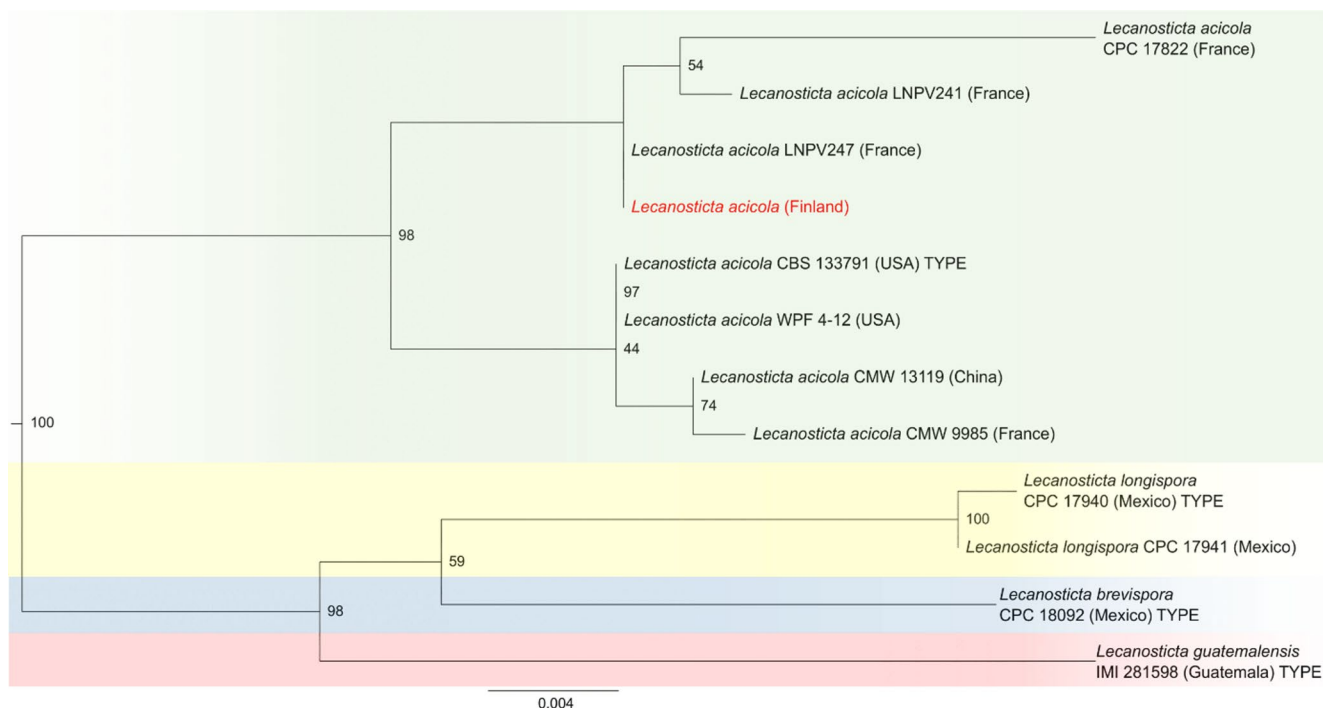 Lecanosticta acicola
CPC 17822 (France)
54
Lecanosticta acicola LNPV241 (France)
Lecanosticta acicola LNPV247 (France)
Lecanosticta acicola (Finland)
98
Lecanosticta acicola CBS 133791 (USA) TYPE
97
Lecanosticta acicola WPF 4-12 (USA)
44
Lecanosticta acicola CMW 13119 (China)
74
100
Lecanosticta acicola CMW 9985 (France)
Lecanosticta longispora
CPC 17940 (Mexico) TYPE
100
Lecanosticta longispora CPC 17941 (Mexico)
59
Lecanosticta brevispora
98
CPC 18092 (Mexico) TYPE
Lecanosticta guatemalensis
IMI 281598 (Guatemala) TYPE
0.004